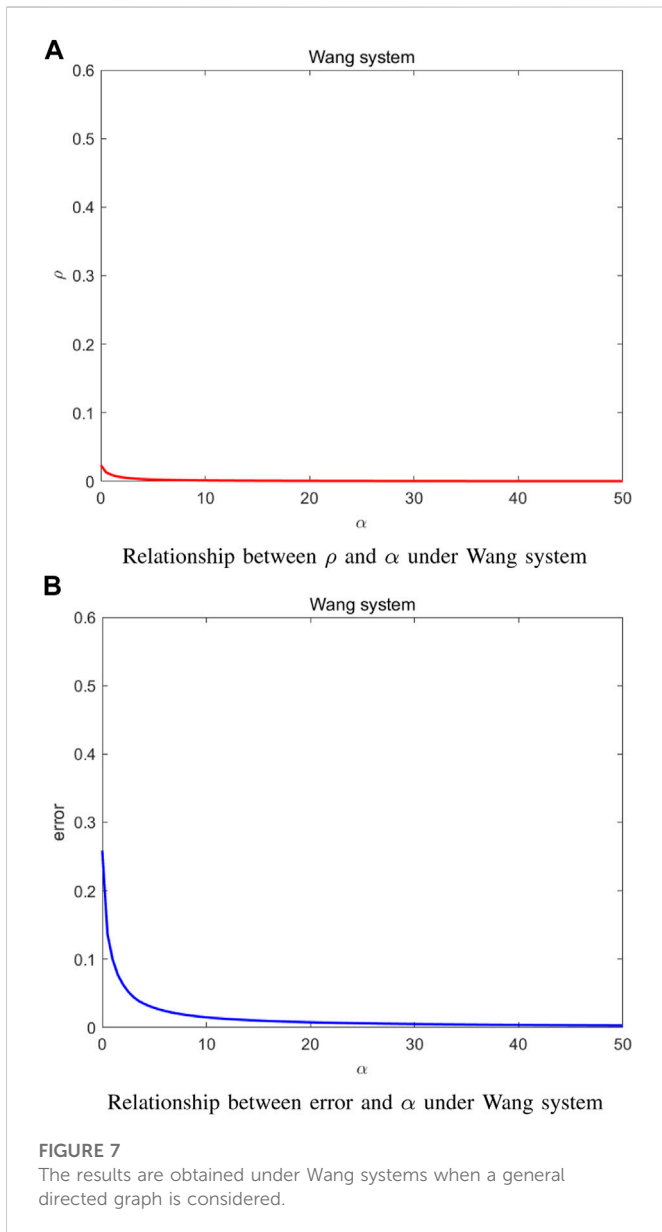 A
Wang system
0.6
0.5
0.4
0.3
0.2
0.1
0
ρ
0 10 20 30 40 50
α
Relationship between ρ and α under Wang system
B
Wang system
0.6
0.5
0.4
0.3
0.2
0.1
0
error
0 10 20 30 40 50
α
Relationship between error and α under Wang system
FIGURE 7
The results are obtained under Wang systems when a general
directed graph is considered.